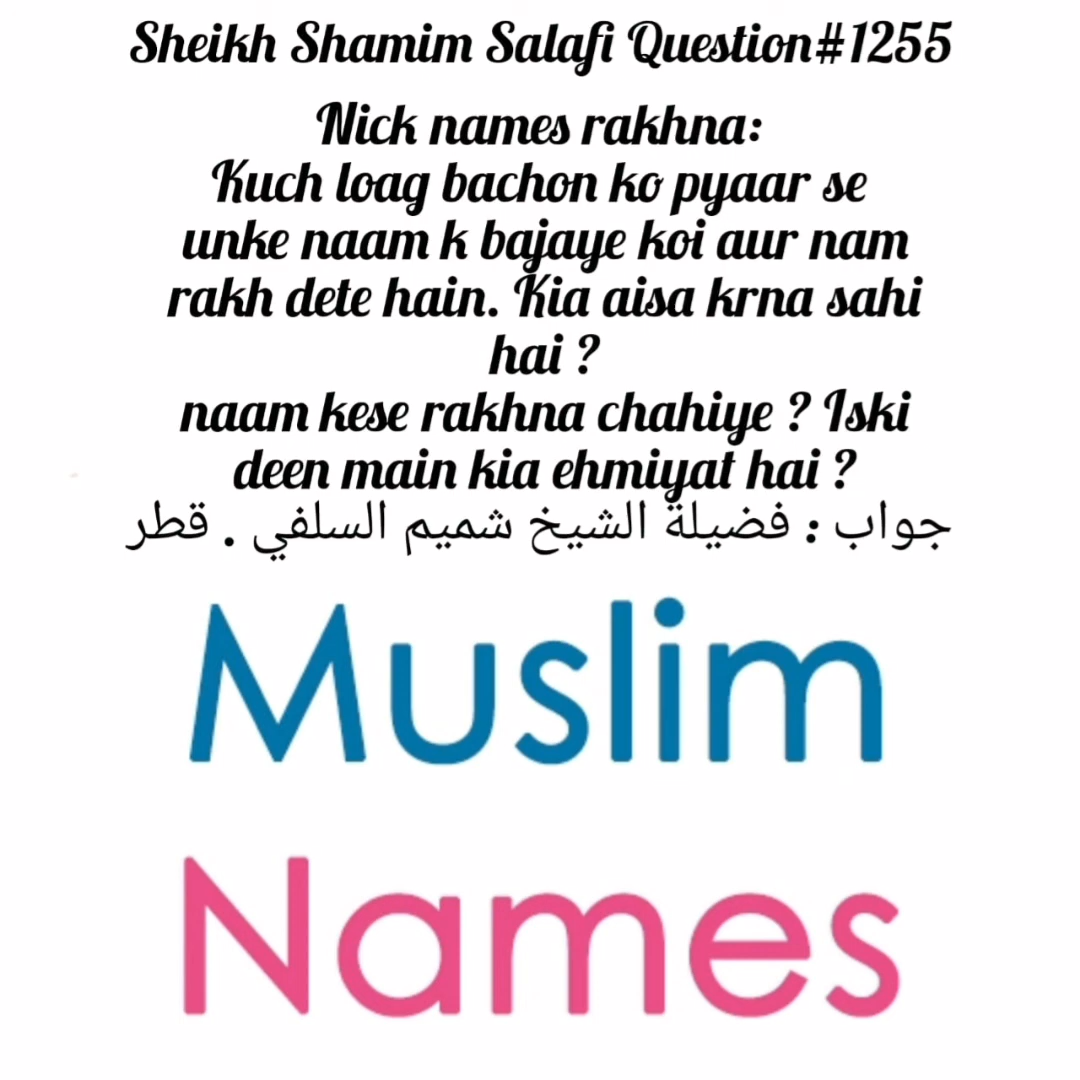 Sheikh Shamim Salafi Question#1255
Nick names rakhna:
Kuch loag bachon ko pyaar se
unke naam k bajaye koi aur nam
rakh dete hain. Kia aisa krna sahi
hai ?
naam kese rakhna chahiye ? Iski
deen main kia ehmiyat hai ?
جواب : فضيلة الشيخ شميم السلفي . قطر
Muslim
Names